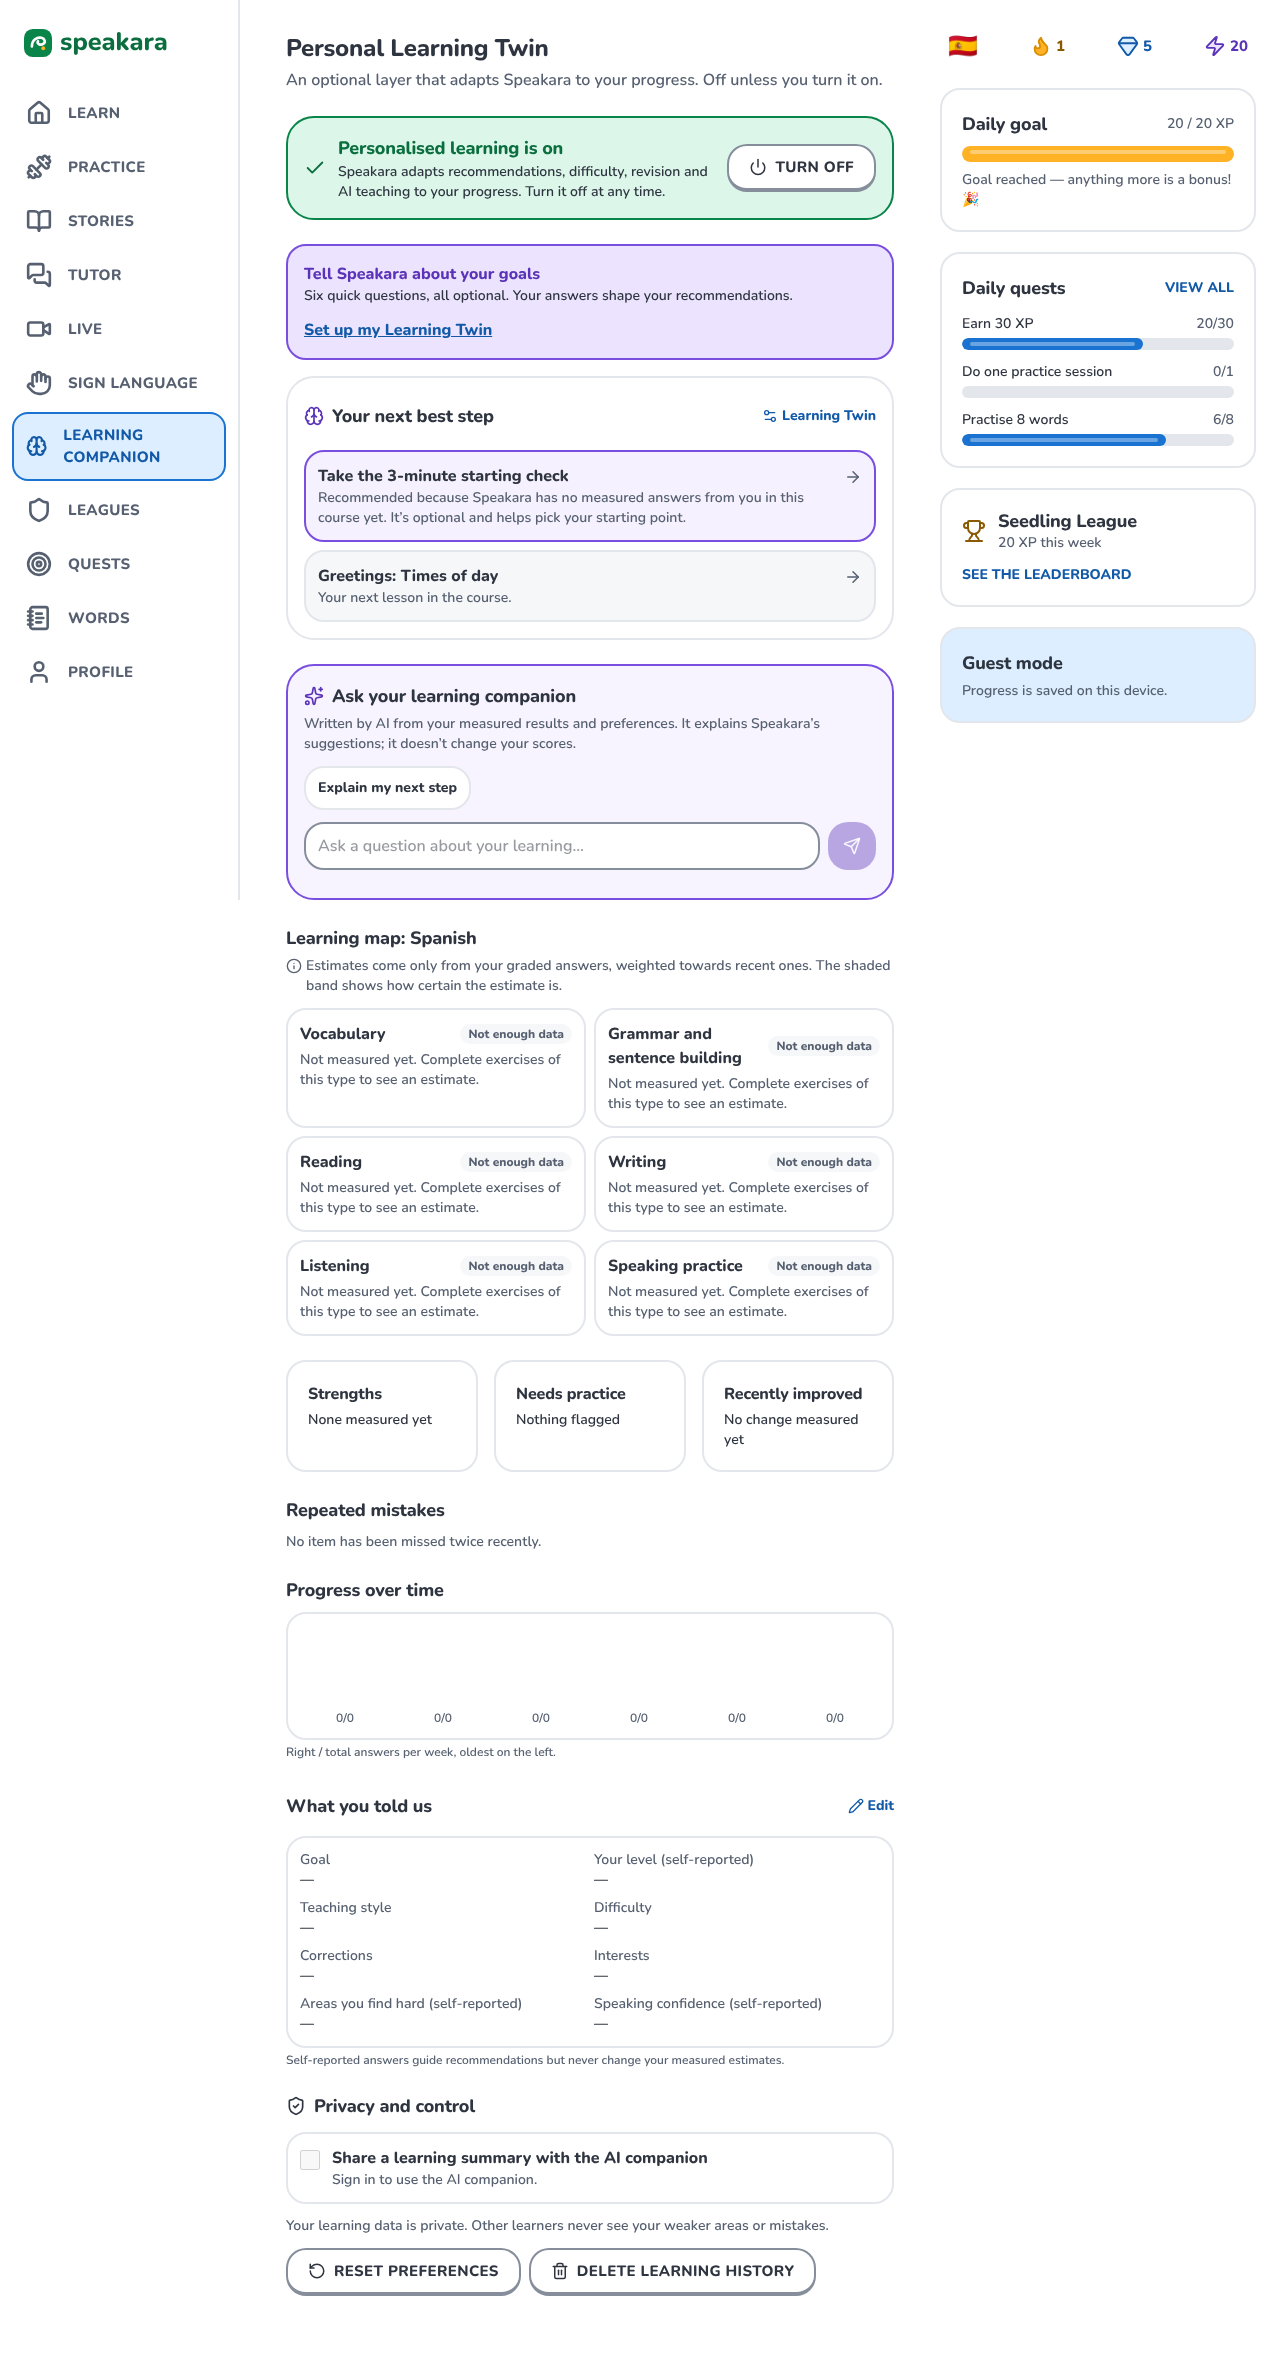 speakara
LEARN
PRACTICE
STORIES
TUTOR
LIVE
SIGN LANGUAGE
LEARNING
COMPANION
LEAGUES
QUESTS
WORDS
PROFILE
Personal Learning Twin
An optional layer that adapts Speakara to your progress. Off unless you turn it on.
Personalised learning is on
Speakara adapts recommendations, difficulty, revision and
AI teaching to your progress. Turn it off at any time.
TURN OFF
Tell Speakara about your goals
Six quick questions, all optional. Your answers shape your recommendations.
Set up my Learning Twin
Your next best step
Learning Twin
Take the 3-minute starting check
Recommended because Speakara has no measured answers from you in this
course yet. It’s optional and helps pick your starting point.
Greetings: Times of day
Your next lesson in the course.
Ask your learning companion
Written by AI from your measured results and preferences. It explains Speakara’s
suggestions; it doesn’t change your scores.
Explain my next step
Ask a question about your learning...
Learning map: Spanish
Estimates come only from your graded answers, weighted towards recent ones. The shaded
band shows how certain the estimate is.
Vocabulary
Not enough data
Not measured yet. Complete exercises of
this type to see an estimate.
Grammar and
sentence building
Not enough data
Not measured yet. Complete exercises of
this type to see an estimate.
Reading
Not enough data
Not measured yet. Complete exercises of
this type to see an estimate.
Writing
Not enough data
Not measured yet. Complete exercises of
this type to see an estimate.
Listening
Not enough data
Not measured yet. Complete exercises of
this type to see an estimate.
Speaking practice
Not enough data
Not measured yet. Complete exercises of
this type to see an estimate.
Strengths
None measured yet
Needs practice
Nothing flagged
Recently improved
No change measured
yet
Repeated mistakes
No item has been missed twice recently.
Progress over time
0/0 0/0 0/0 0/0 0/0 0/0
Right / total answers per week, oldest on the left.
What you told us
Edit
Goal
—
Your level (self-reported)
—
Teaching style
—
Difficulty
—
Corrections
—
Interests
—
Areas you find hard (self-reported)
—
Speaking confidence (self-reported)
—
Self-reported answers guide recommendations but never change your measured estimates.
Privacy and control
Share a learning summary with the AI companion
Sign in to use the AI companion.
Your learning data is private. Other learners never see your weaker areas or mistakes.
RESET PREFERENCES
DELETE LEARNING HISTORY
1 5 20
Daily goal
20 / 20 XP
Goal reached — anything more is a bonus!
🎉
Daily quests
VIEW ALL
Earn 30 XP
20/30
Do one practice session
0/1
Practise 8 words
6/8
Seedling League
20 XP this week
SEE THE LEADERBOARD
Guest mode
Progress is saved on this device.